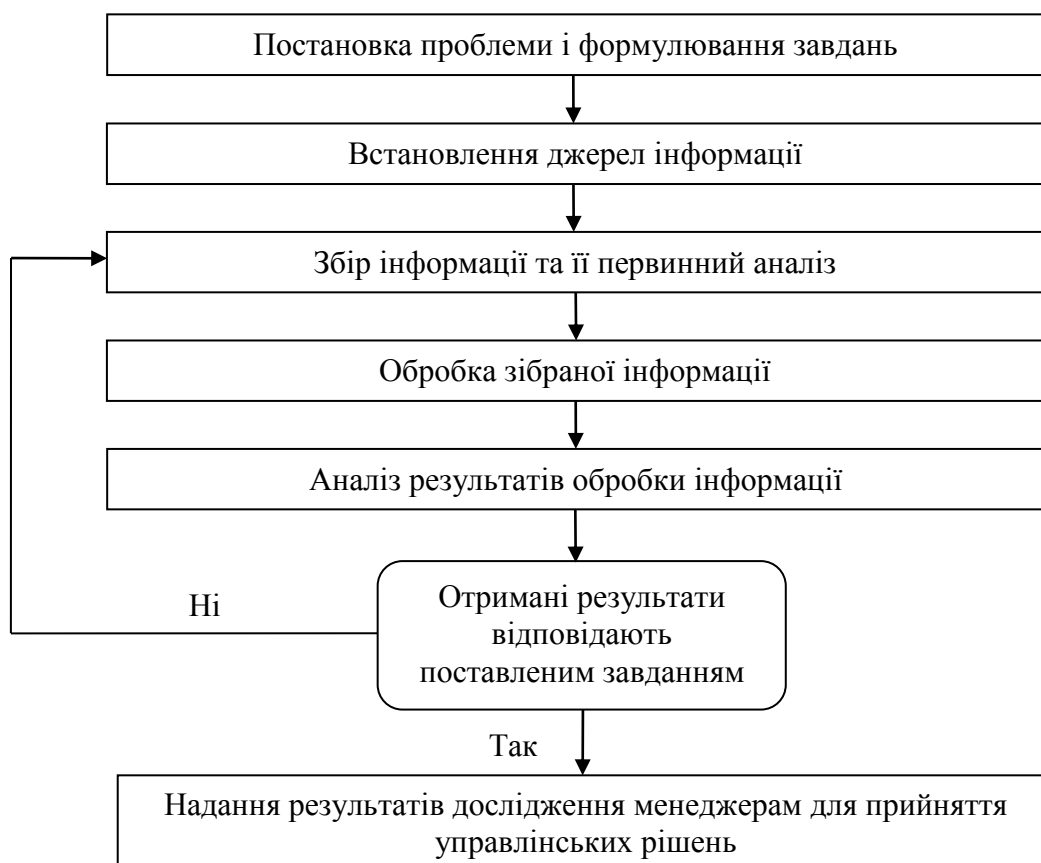 Постановка проблеми і формулювання завдань
Встановлення джерел інформації
Збір інформації та її первинний аналіз
Обробка зібраної інформації
Аналіз результатів обробки інформації
Ні
Отримані результати
відповідають
поставленим завданням
Так
Надання результатів дослідження менеджерам для прийняття
управлінських рішень